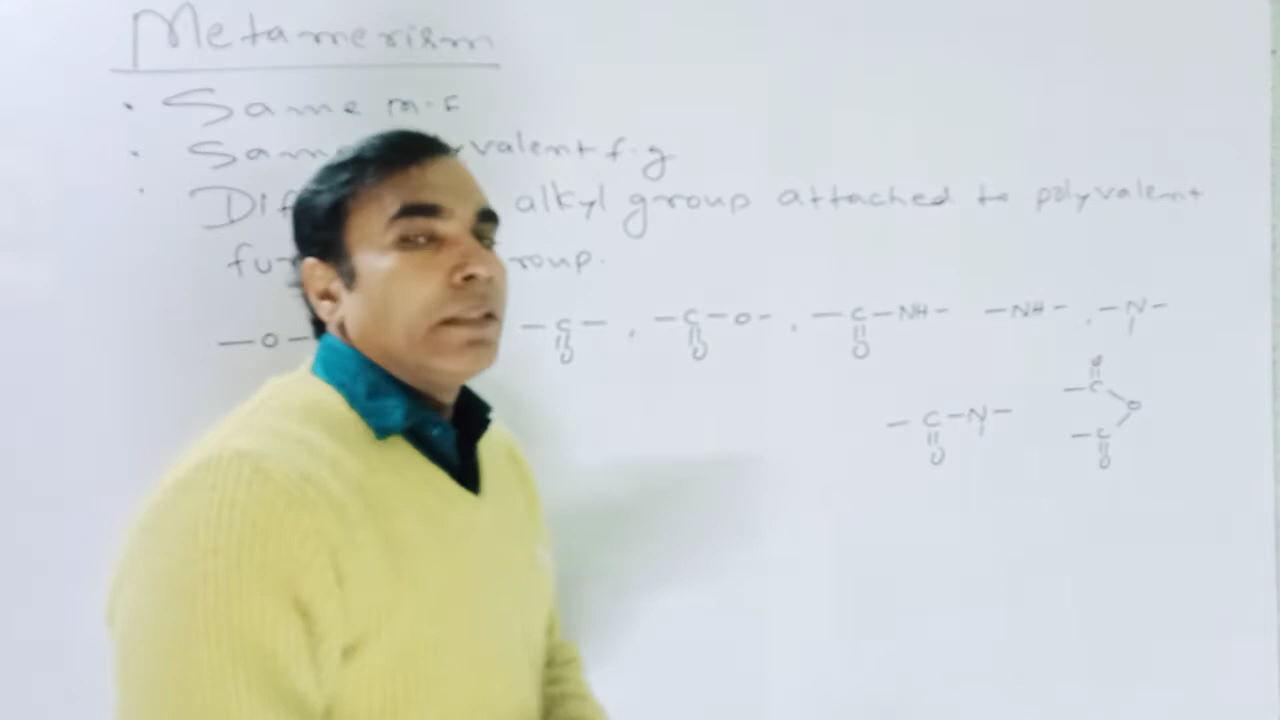 Metamerism
· Same m.f
· Same valent f.g
· Dif alkyl group attached to polyvalent
fu roup.
—O— —C— , —C—O— , —C—NH— —NH— , —N—
|| || || |
O O O
O
||
—C
—C—N— O
|| | —C
O ||
O